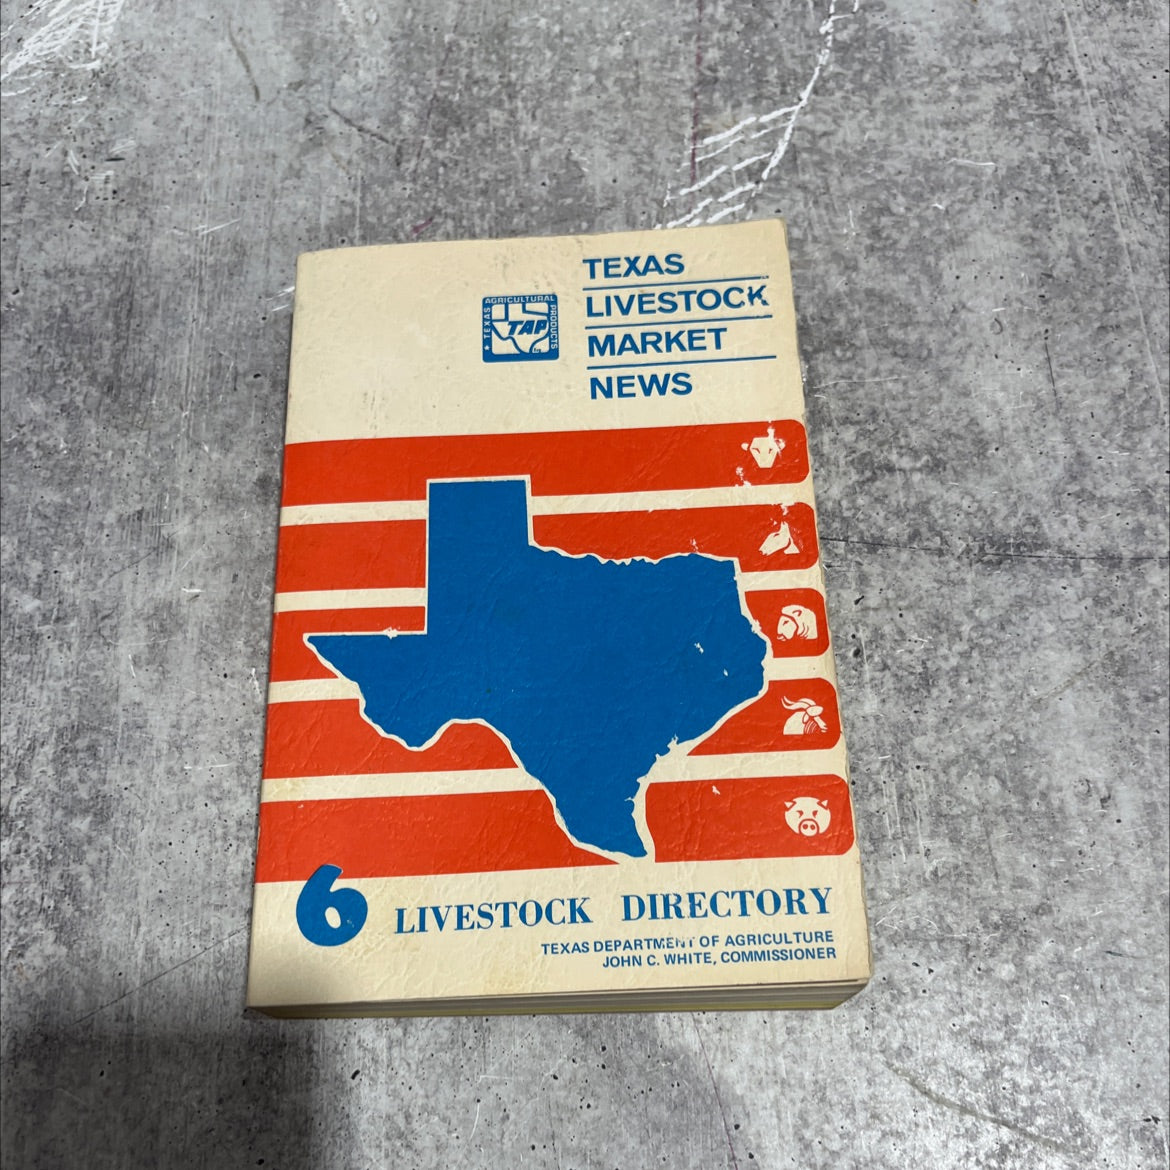 TEXAS
LIVESTOCK
MARKET
NEWS
TEXAS AGRICULTURAL PRODUCTS
TAP
6 LIVESTOCK DIRECTORY
TEXAS DEPARTMENT OF AGRICULTURE
JOHN C. WHITE, COMMISSIONER